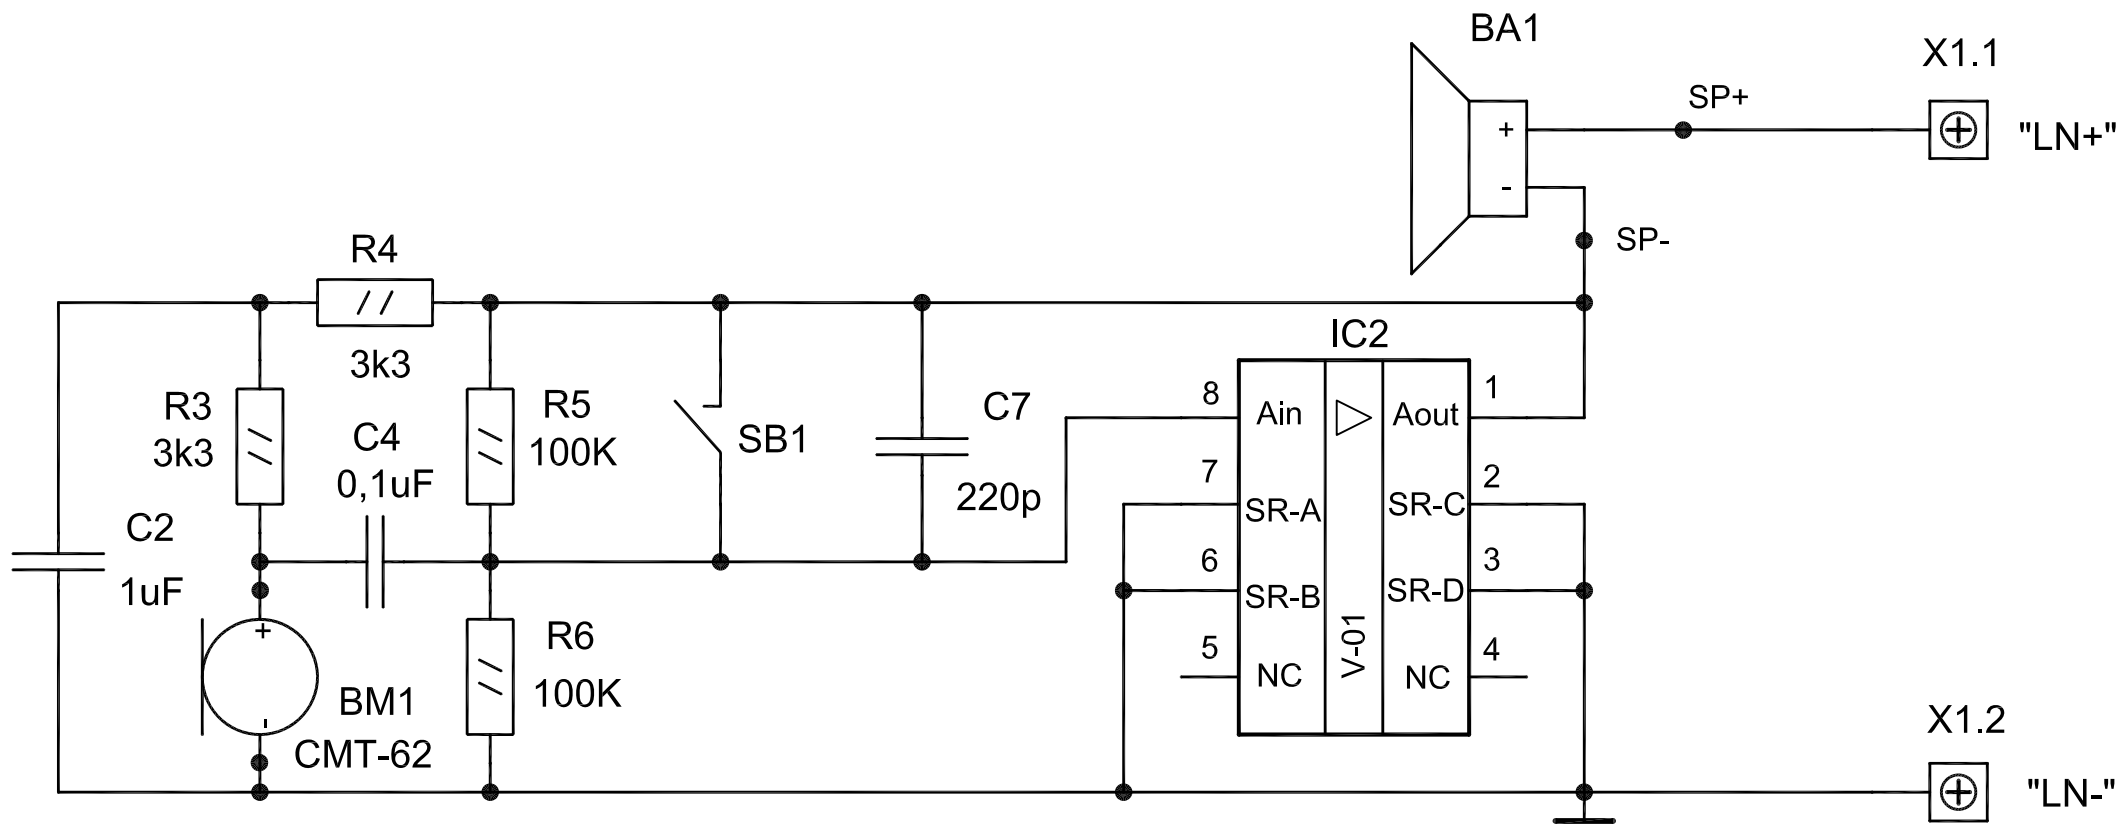 BA1
X1.1
SP+
+
"LN+"
-
SP-
R4
3k3
IC2
R3
3k3
R5
100K
C4
0,1uF
SB1
C7
220p
8
Ain
Aout
1
7
SR-A
SR-C
2
6
SR-B
SR-D
3
5
NC
V-01
NC
4
C2
1uF
+
-
BM1
CMT-62
R6
100K
X1.2
"LN-"